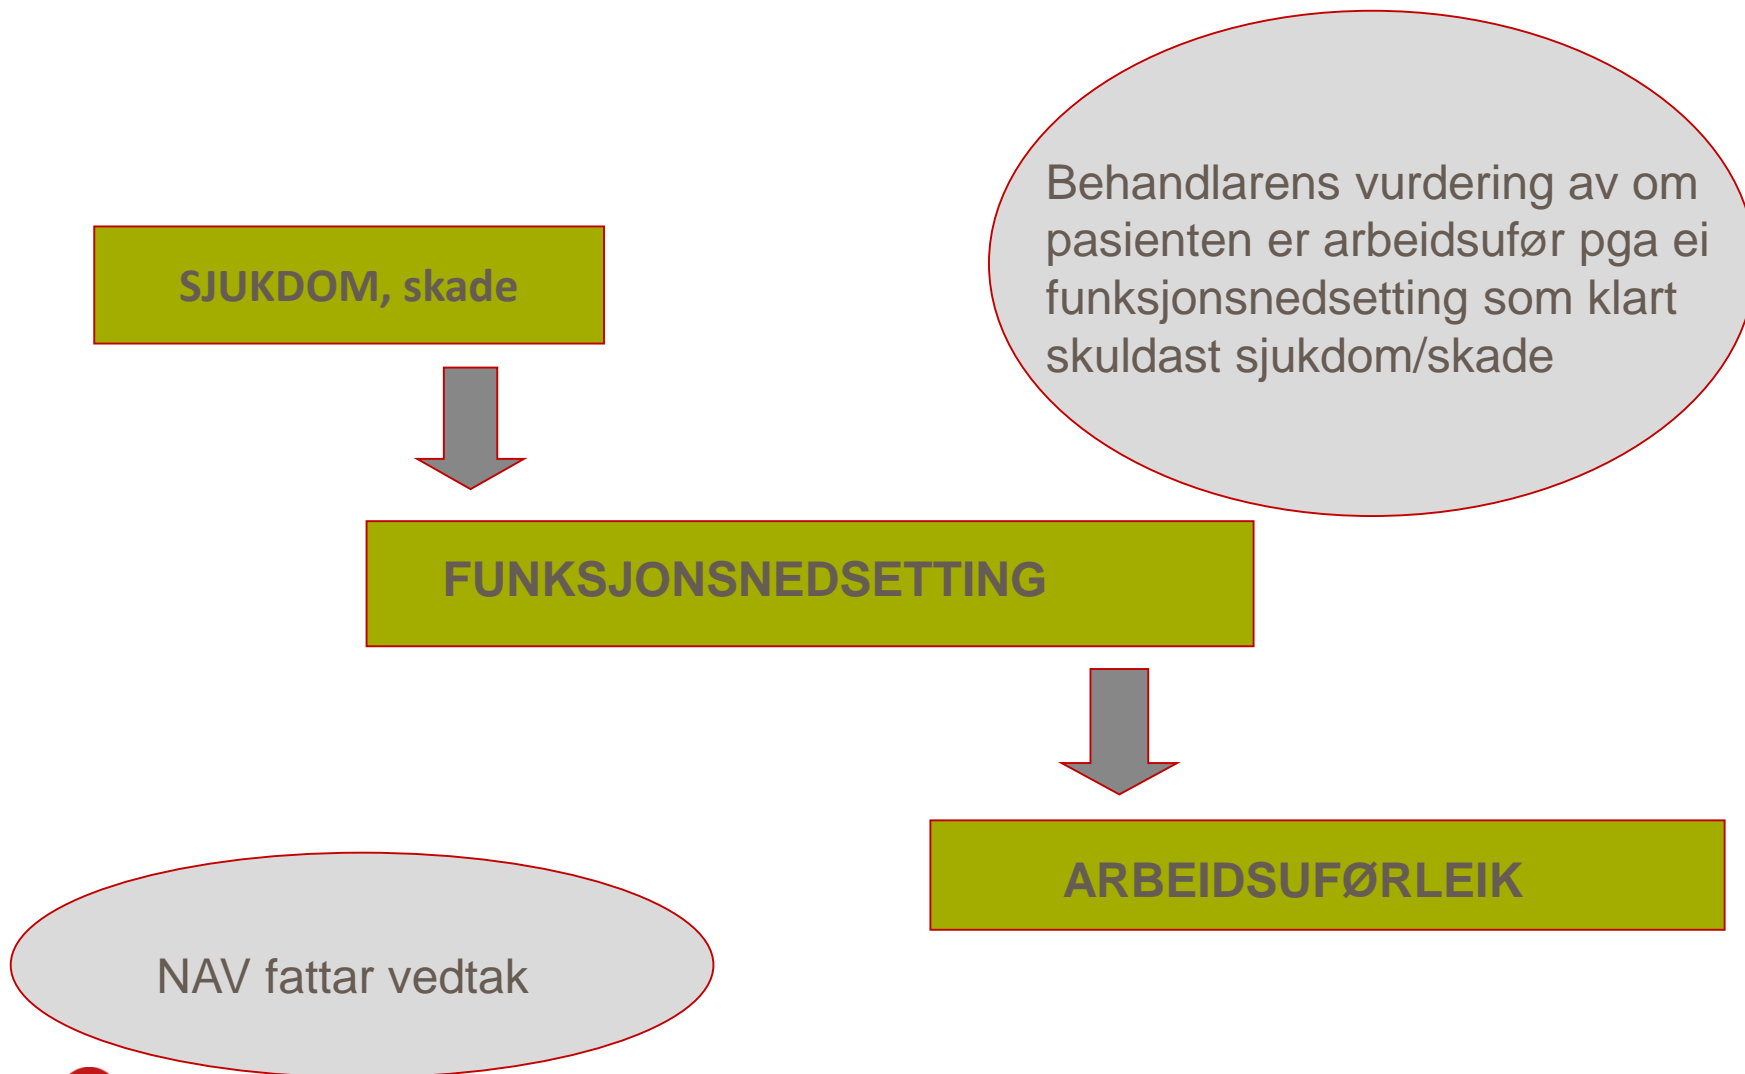 Behandlarens vurdering av om
pasienten er arbeidsufør pga ei
funksjonsnedsetting som klart
skuldast sjukdom/skade
SJUKDOM, skade
FUNKSJONSNEDSETTING
ARBEIDSUFØRLEIK
NAV fattar vedtak